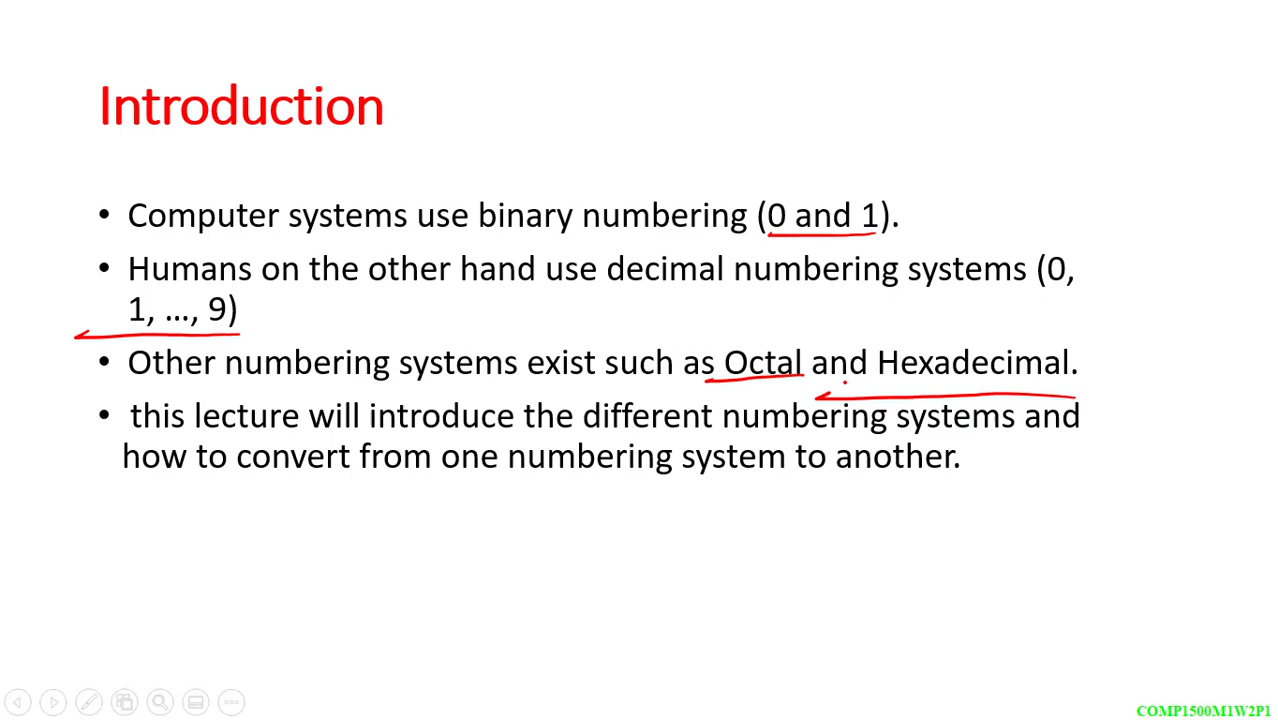 Introduction
• Computer systems use binary numbering (0 and 1).
• Humans on the other hand use decimal numbering systems (0,
1, …, 9)
• Other numbering systems exist such as Octal and Hexadecimal.
• this lecture will introduce the different numbering systems and
how to convert from one numbering system to another.
COMP1500M1W2P1